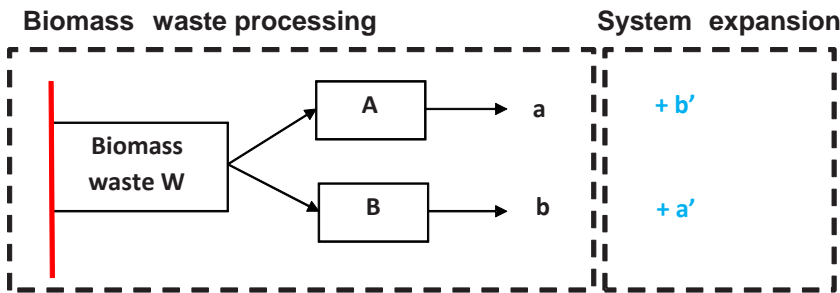 Biomass waste processing
System expansion
A
a
+ b’
Biomass
waste W
B
b
+ a’